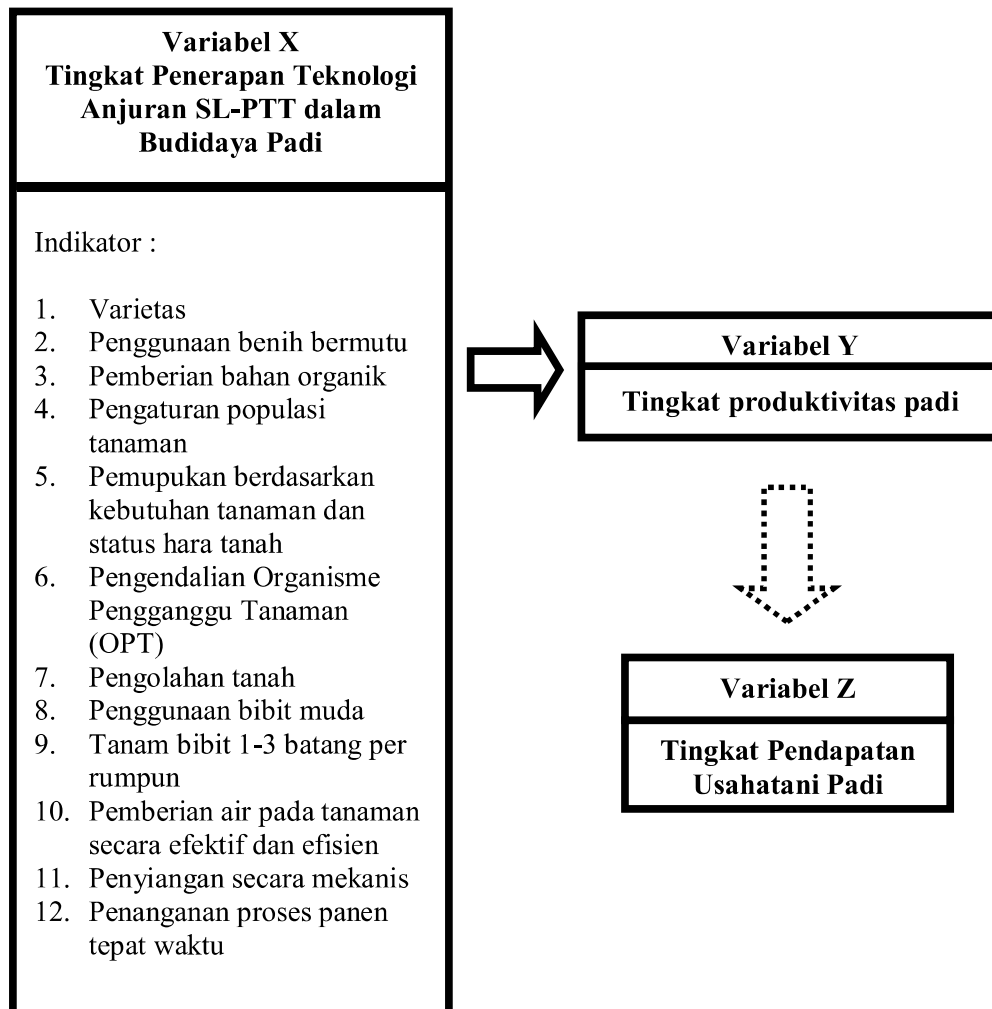 Variabel X
Tingkat Penerapan Teknologi
Anjuran SL-PTT dalam
Budidaya Padi
Indikator :
1. Varietas
2. Penggunaan benih bermutu
3. Pemberian bahan organik
4. Pengaturan populasi
tanaman
5. Pemupukan berdasarkan
kebutuhan tanaman dan
status hara tanah
6. Pengendalian Organisme
Pengganggu Tanaman
(OPT)
7. Pengolahan tanah
8. Penggunaan bibit muda
9. Tanam bibit 1-3 batang per
rumpun
10. Pemberian air pada tanaman
secara efektif dan efisien
11. Penyiangan secara mekanis
12. Penanganan proses panen
tepat waktu
Variabel Y
Tingkat produktivitas padi
Variabel Z
Tingkat Pendapatan
Usahatani Padi